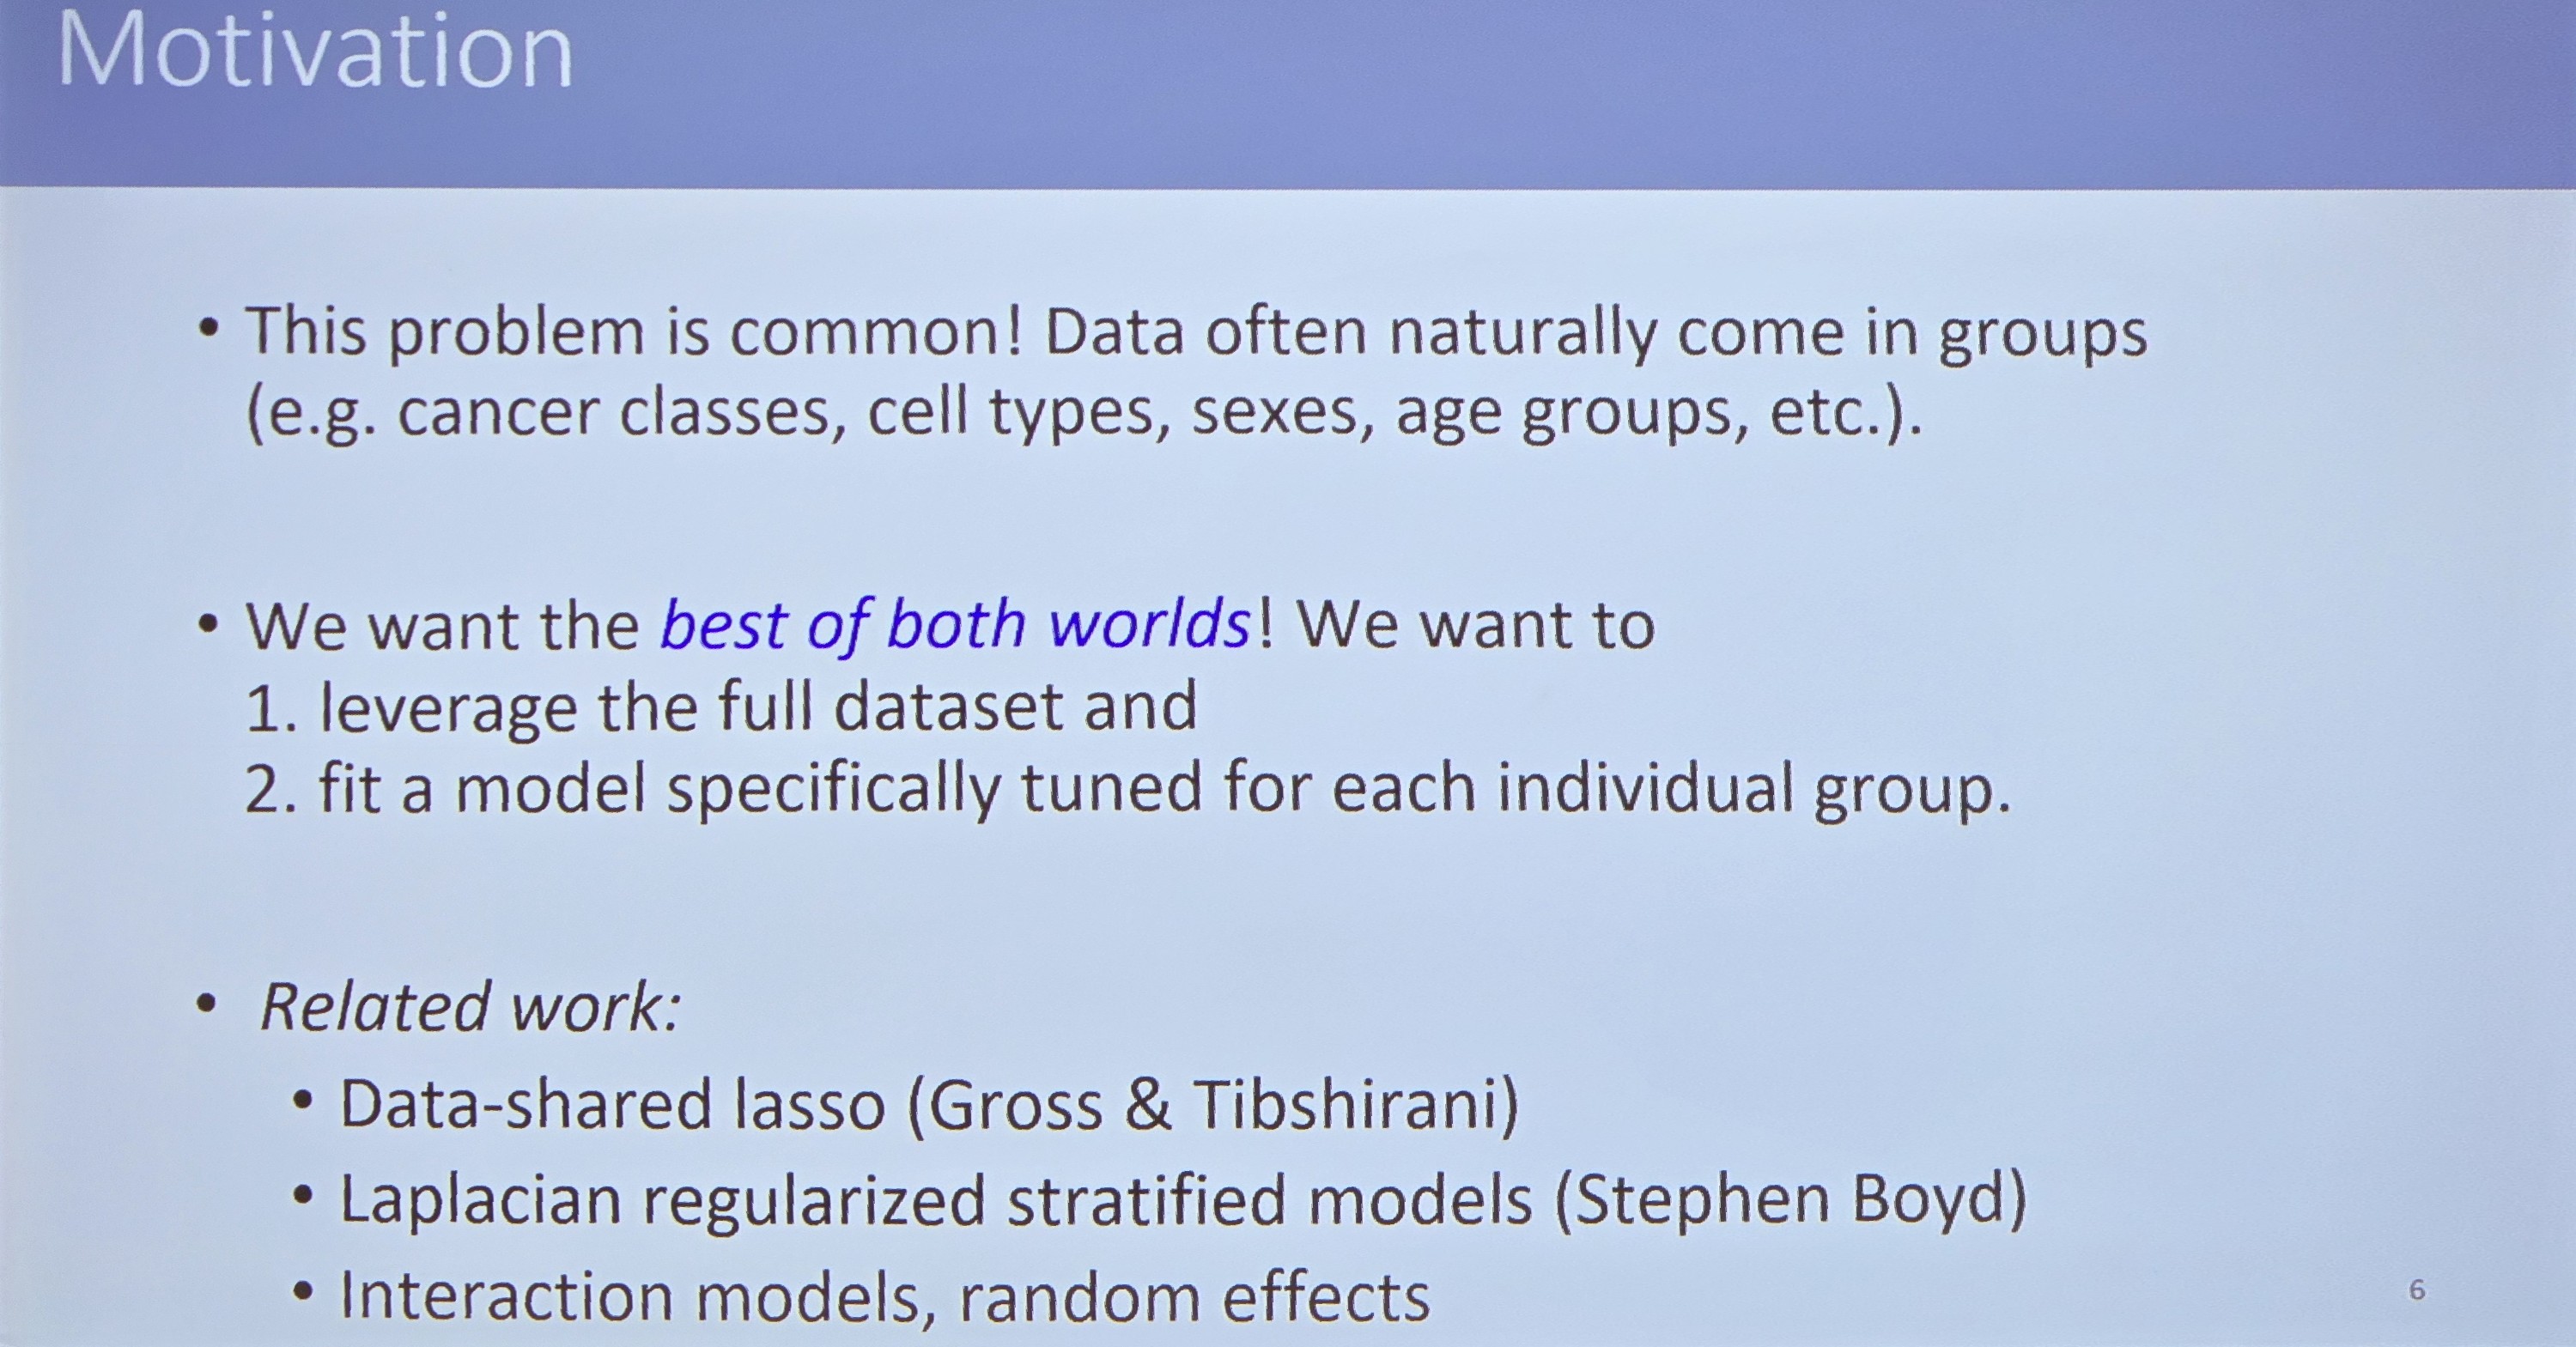 Motivation
• This problem is common! Data often naturally come in groups
(e.g. cancer classes, cell types, sexes, age groups, etc.).
• We want the best of both worlds! We want to
1. leverage the full dataset and
2. fit a model specifically tuned for each individual group.
• Related work:
• Data-shared lasso (Gross & Tibshirani)
• Laplacian regularized stratified models (Stephen Boyd)
• Interaction models, random effects
6